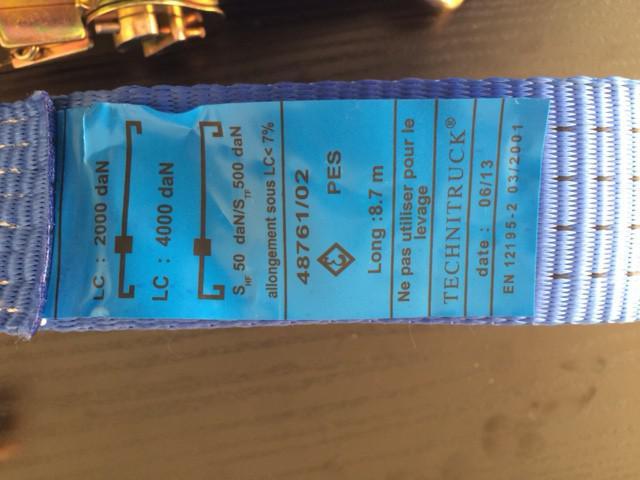 LC : 2000 daN
LC : 4000 daN
SHF 50 daN/STF 500 daN
allongement sous LC< 7%
48761/02
PES
Long :8.7 m
Ne pas utiliser pour le
levage
TECHNITRUCK®
date : 06/13
EN 12195-2 03/2001